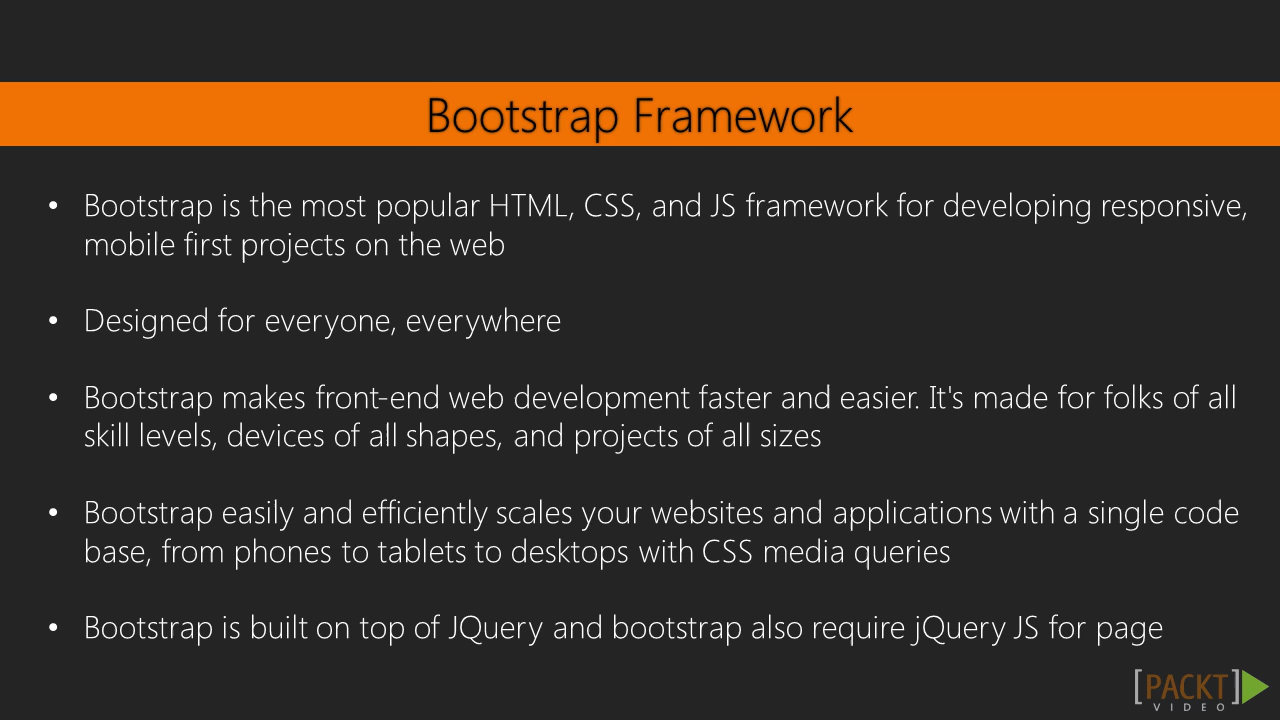 Bootstrap Framework
• Bootstrap is the most popular HTML, CSS, and JS framework for developing responsive,
mobile first projects on the web
• Designed for everyone, everywhere
• Bootstrap makes front-end web development faster and easier. It's made for folks of all
skill levels, devices of all shapes, and projects of all sizes
• Bootstrap easily and efficiently scales your websites and applications with a single code
base, from phones to tablets to desktops with CSS media queries
• Bootstrap is built on top of JQuery and bootstrap also require jQuery JS for page
[PACKT]
VIDEO